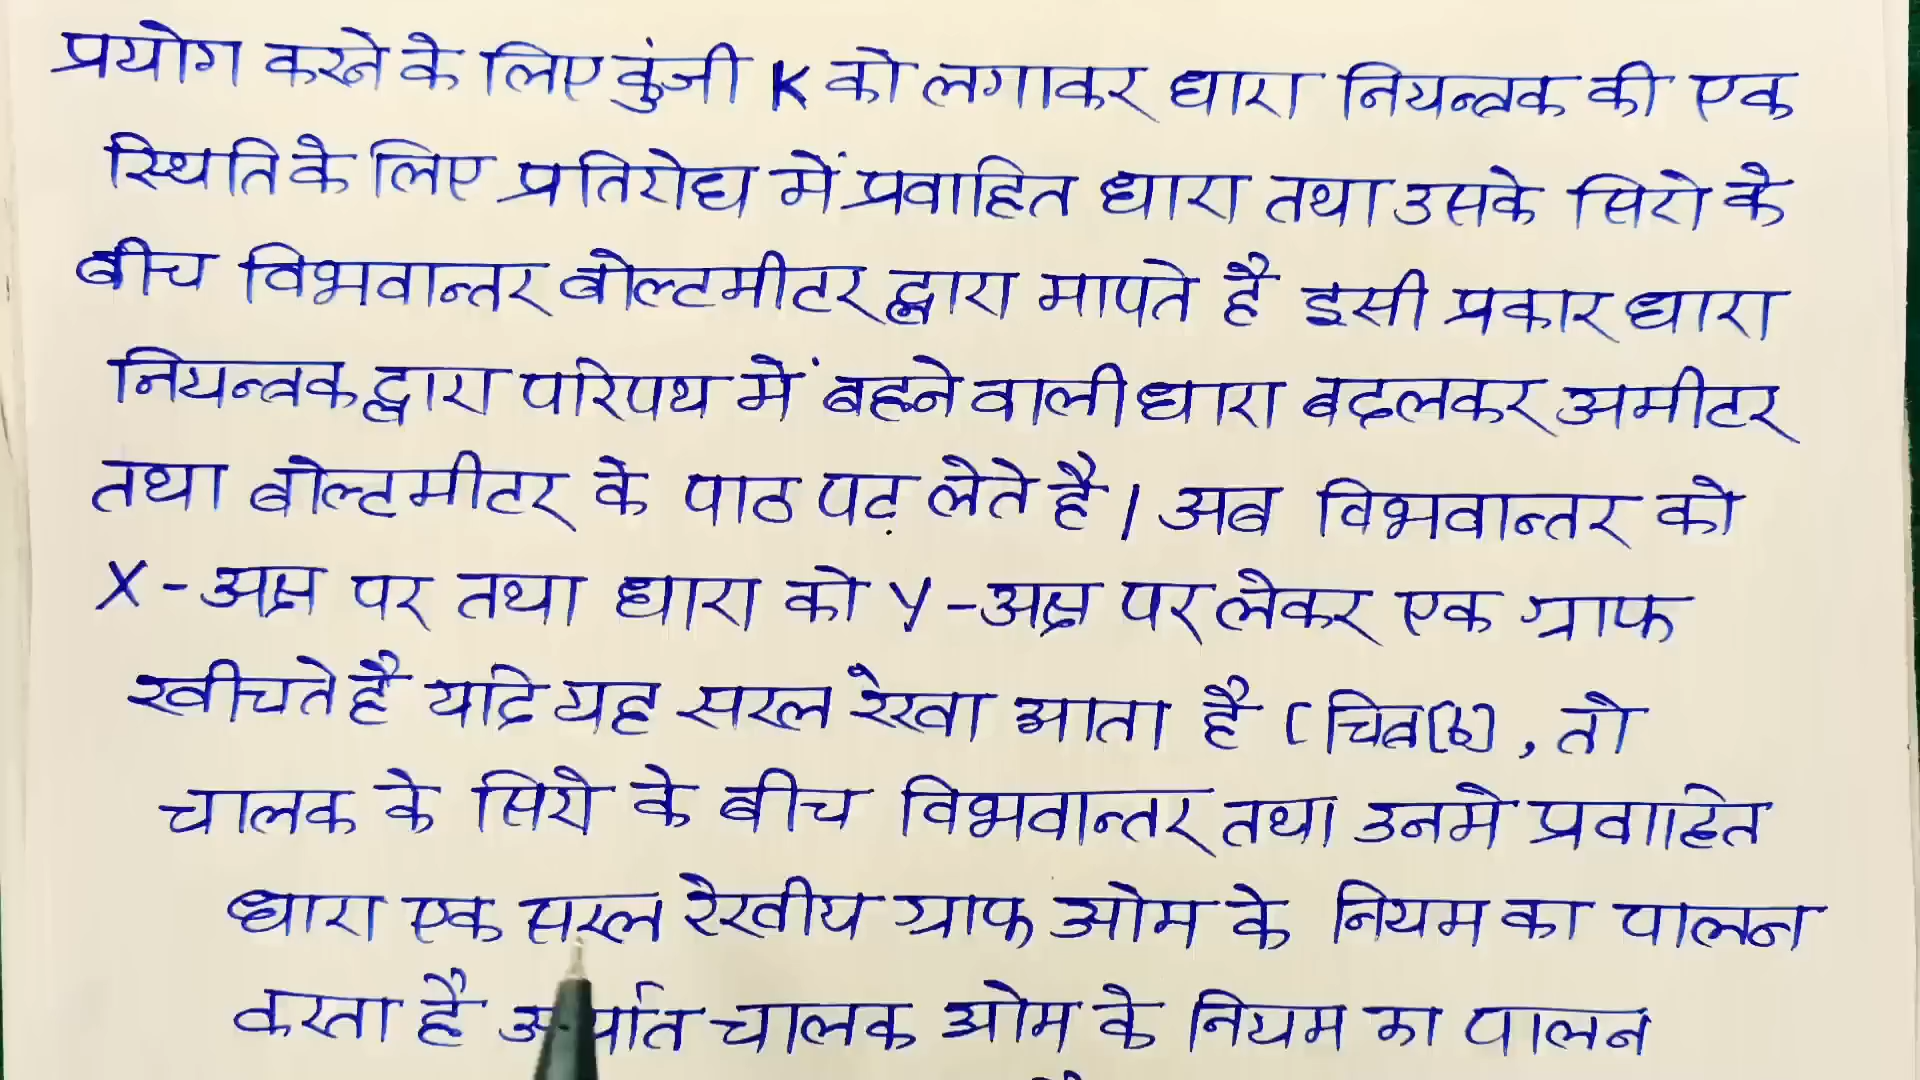 प्रयोग करने के लिए कुंजी K को लगाकर धारा नियन्त्रक की एक
स्थिति के लिए प्रतिरोध में प्रवाहित धारा तथा उसके सिरो के
बीच विभवान्तर बोल्टमीटर द्वारा मापते है इसी प्रकार धारा
नियन्त्रक द्वारा परिपथ में बहने वाली धारा बदलकर अमीटर
तथा बोल्टमीटर के पाठ पढ़ लेते है। अब विभवान्तर को
X-अक्ष पर तथा धारा को Y-अक्ष पर लेकर एक ग्राफ
खीचते है यदि यह सरल रेखा आता है (चित्र(b)), तो
चालक के सिरो के बीच विभवान्तर तथा उनमे प्रवाहित
धारा एक सरल रेखीय ग्राफ ओम के नियम का पालन
करता है अर्थात चालक ओम के नियम का पालन